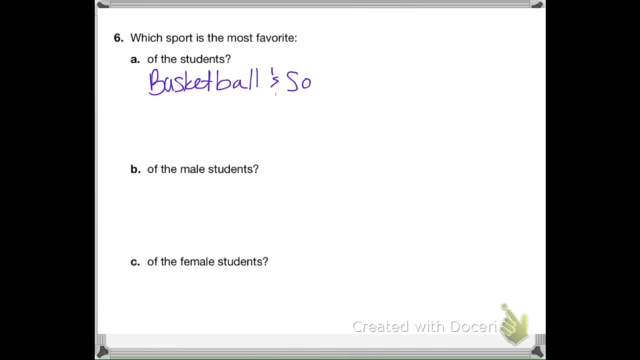 6. Which sport is the most favorite:
a. of the students?
Basketball & So
b. of the male students?
c. of the female students?
Created with Doceri